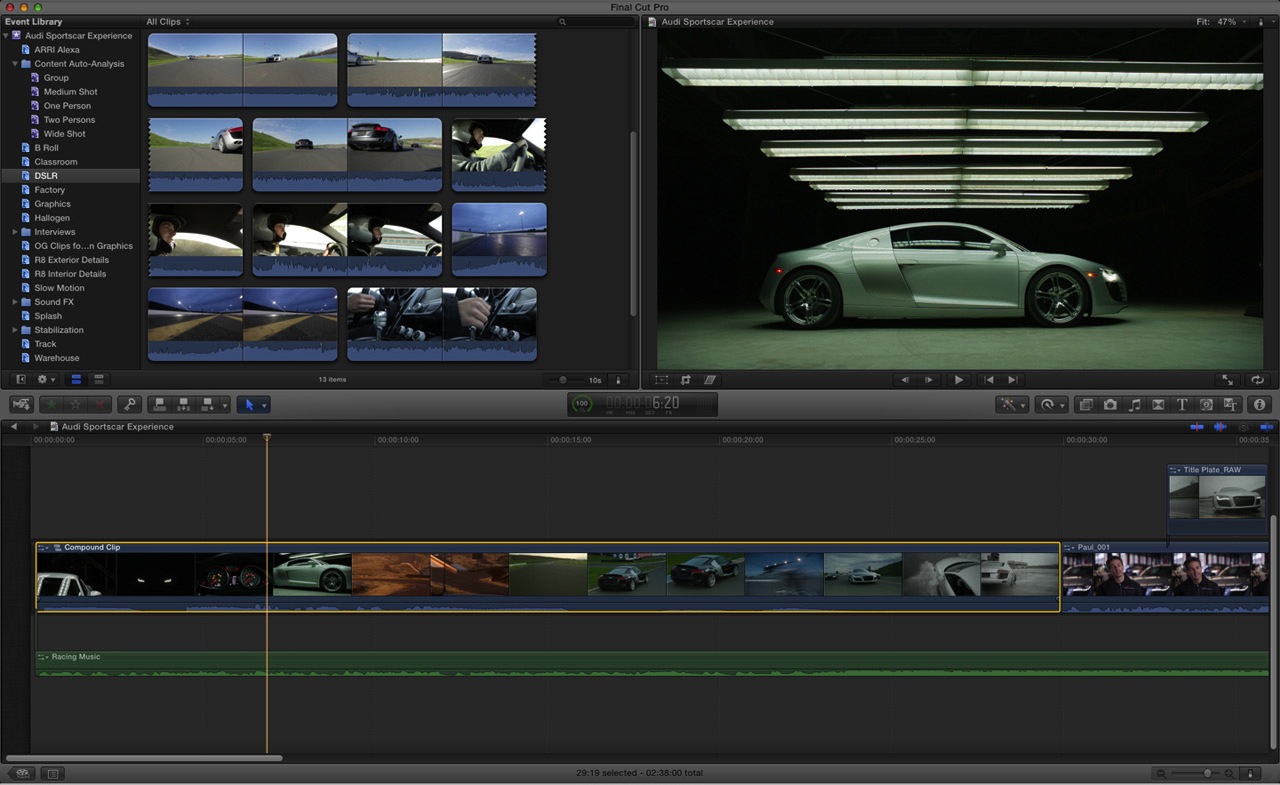 Final Cut Pro
Event Library
All Clips
Audi Sportscar Experience
Fit: 47%
Audi Sportscar Experience
ARRI Alexa
Content Auto-Analysis
Group
Medium Shot
One Person
Two Persons
Wide Shot
B Roll
Classroom
DSLR
Factory
Graphics
Hallogen
Interviews
OG Clips fo…n Graphics
R8 Exterior Details
R8 Interior Details
Slow Motion
Sound FX
Splash
Stabilization
Track
Warehouse
13 items
10s
100
6:20
HR MIN SEC FR
Audi Sportscar Experience
00:00:00:00
00:00:05:00
00:00:10:00
00:00:15:00
00:00:20:00
00:00:25:00
00:00:30:00
00:00:35
Title Plate_RAW
Compound Clip
Paul_001
Racing Music
29:19 selected - 02:38:00 total